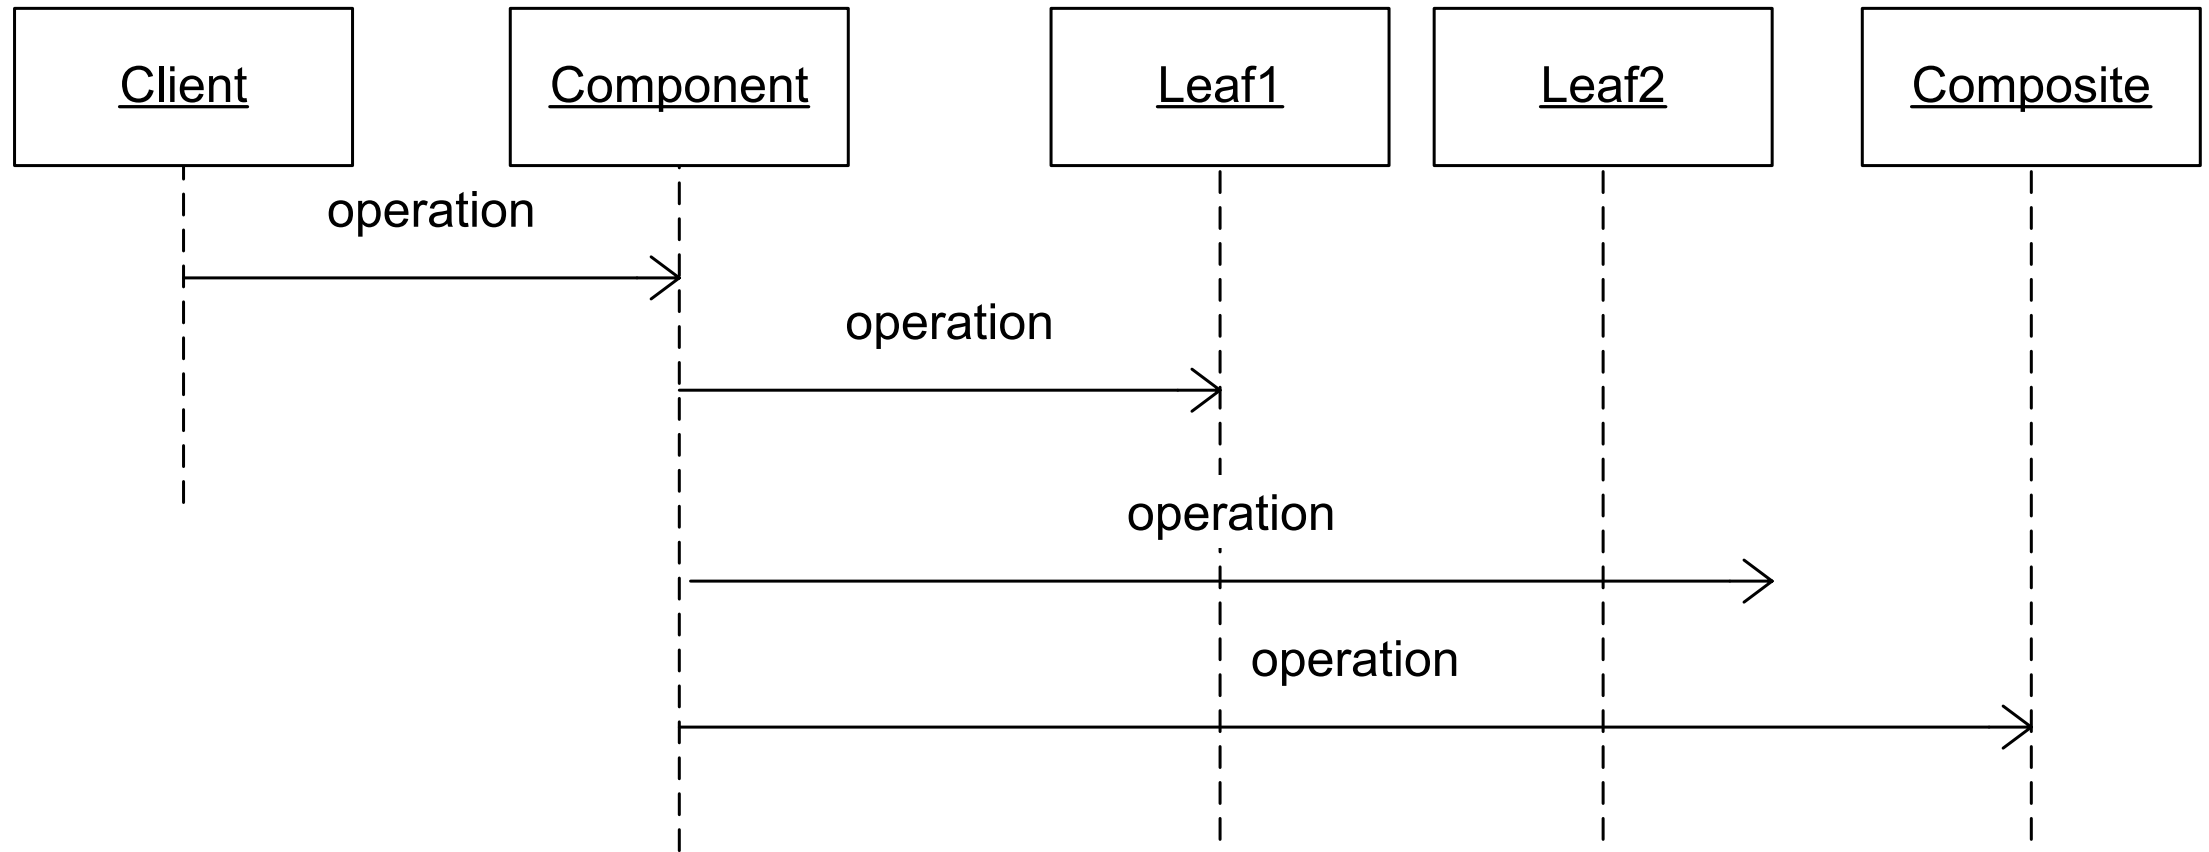 Client
Component
Leaf1
Leaf2
Composite
operation
operation
operation
operation